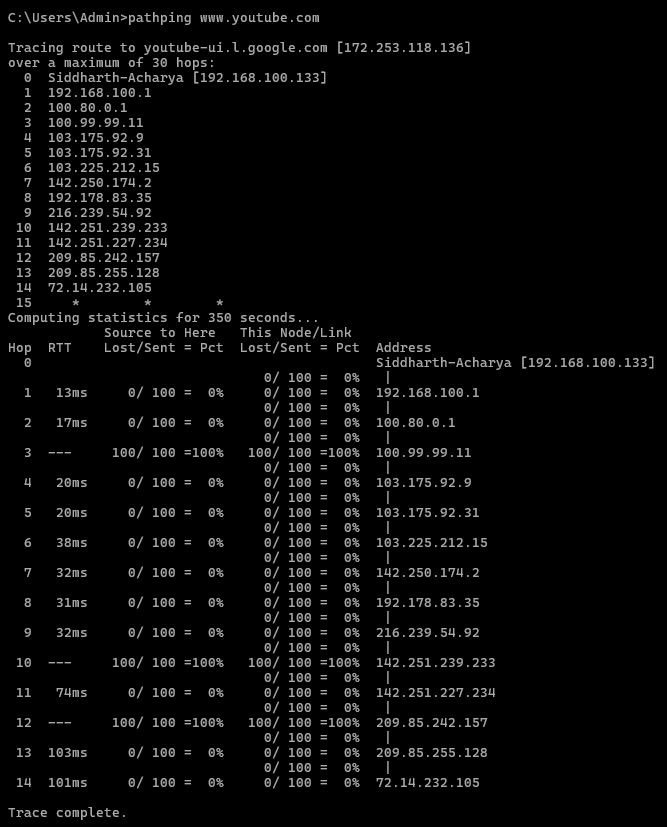 C:\Users\Admin>pathping www.youtube.com

Tracing route to youtube-ui.l.google.com [172.253.118.136]
over a maximum of 30 hops:
  0  Siddharth-Acharya [192.168.100.133]
  1  192.168.100.1
  2  100.80.0.1
  3  100.99.99.11
  4  103.175.92.9
  5  103.175.92.31
  6  103.225.212.15
  7  142.250.174.2
  8  192.178.83.35
  9  216.239.54.92
 10  142.251.239.233
 11  142.251.227.234
 12  209.85.242.157
 13  209.85.255.128
 14  72.14.232.105
 15     *        *        *
Computing statistics for 350 seconds...
            Source to Here   This Node/Link
Hop  RTT    Lost/Sent = Pct  Lost/Sent = Pct  Address
  0                                           Siddharth-Acharya [192.168.100.133]
                                0/ 100 =  0%   |
  1   13ms     0/ 100 =  0%     0/ 100 =  0%  192.168.100.1
                                0/ 100 =  0%   |
  2   17ms     0/ 100 =  0%     0/ 100 =  0%  100.80.0.1
                                0/ 100 =  0%   |
  3  ---     100/ 100 =100%   100/ 100 =100%  100.99.99.11
                                0/ 100 =  0%   |
  4   20ms     0/ 100 =  0%     0/ 100 =  0%  103.175.92.9
                                0/ 100 =  0%   |
  5   20ms     0/ 100 =  0%     0/ 100 =  0%  103.175.92.31
                                0/ 100 =  0%   |
  6   38ms     0/ 100 =  0%     0/ 100 =  0%  103.225.212.15
                                0/ 100 =  0%   |
  7   32ms     0/ 100 =  0%     0/ 100 =  0%  142.250.174.2
                                0/ 100 =  0%   |
  8   31ms     0/ 100 =  0%     0/ 100 =  0%  192.178.83.35
                                0/ 100 =  0%   |
  9   32ms     0/ 100 =  0%     0/ 100 =  0%  216.239.54.92
                                0/ 100 =  0%   |
 10  ---     100/ 100 =100%   100/ 100 =100%  142.251.239.233
                                0/ 100 =  0%   |
 11   74ms     0/ 100 =  0%     0/ 100 =  0%  142.251.227.234
                                0/ 100 =  0%   |
 12  ---     100/ 100 =100%   100/ 100 =100%  209.85.242.157
                                0/ 100 =  0%   |
 13  103ms     0/ 100 =  0%     0/ 100 =  0%  209.85.255.128
                                0/ 100 =  0%   |
 14  101ms     0/ 100 =  0%     0/ 100 =  0%  72.14.232.105

Trace complete.